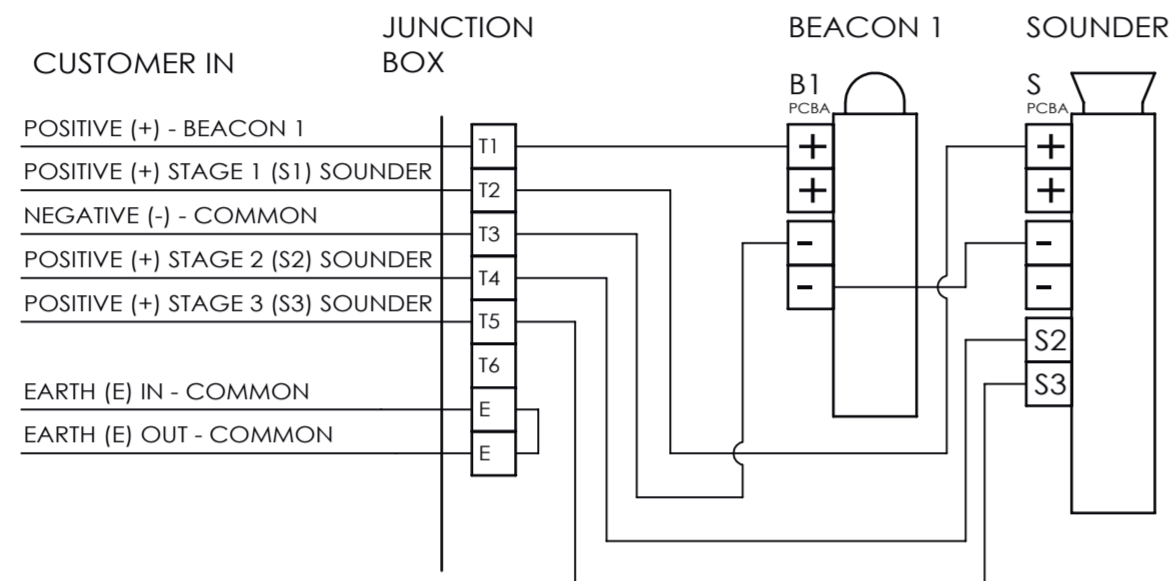 JUNCTION
BOX
BEACON 1
SOUNDER
CUSTOMER IN
B1
PCBA
S
PCBA
POSITIVE (+) - BEACON 1
T1
+
+
POSITIVE (+) STAGE 1 (S1) SOUNDER
T2
+
+
NEGATIVE (-) - COMMON
T3
-
-
POSITIVE (+) STAGE 2 (S2) SOUNDER
T4
-
-
POSITIVE (+) STAGE 3 (S3) SOUNDER
T5
S2
T6
S3
EARTH (E) IN - COMMON
E
EARTH (E) OUT - COMMON
E